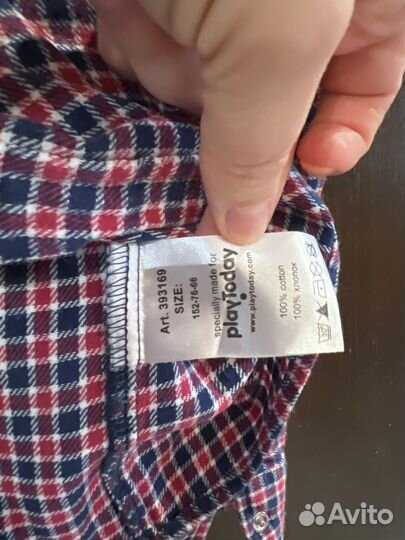 Art. 393169
SIZE:
152-76-66
specially made for
playToday
www.playtoday.com
100% cotton
100% хлопок
Avito